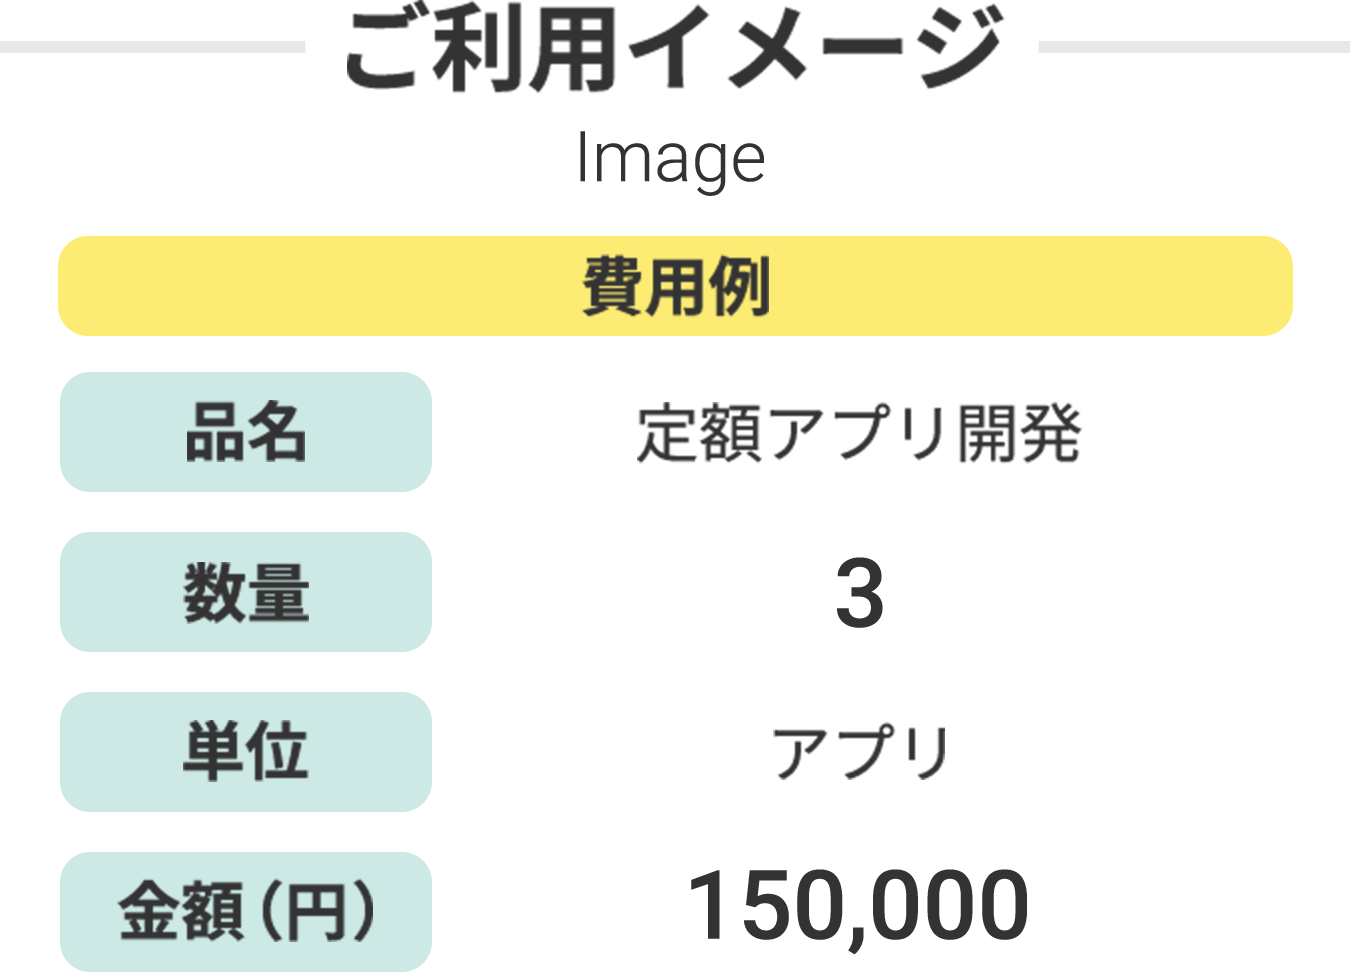 ご利用イメージ
Image
費用例
品名 定額アプリ開発
数量 3
単位 アプリ
金額（円） 150,000